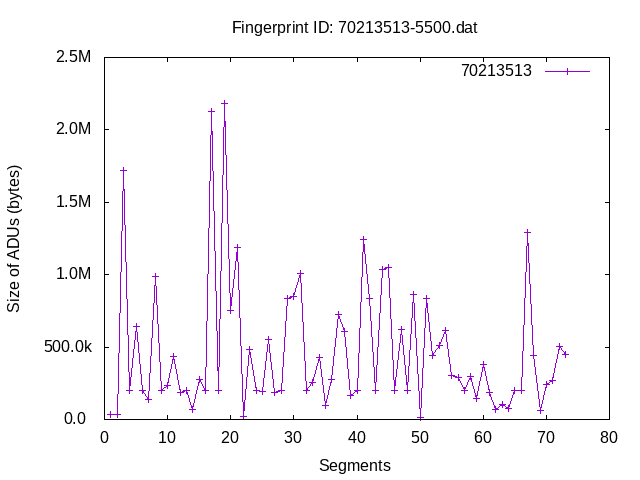 Fingerprint ID: 70213513-5500.dat
70213513
2.5M
2.0M
1.5M
1.0M
500.0k
0.0
Size of ADUs (bytes)
0 10 20 30 40 50 60 70 80
Segments